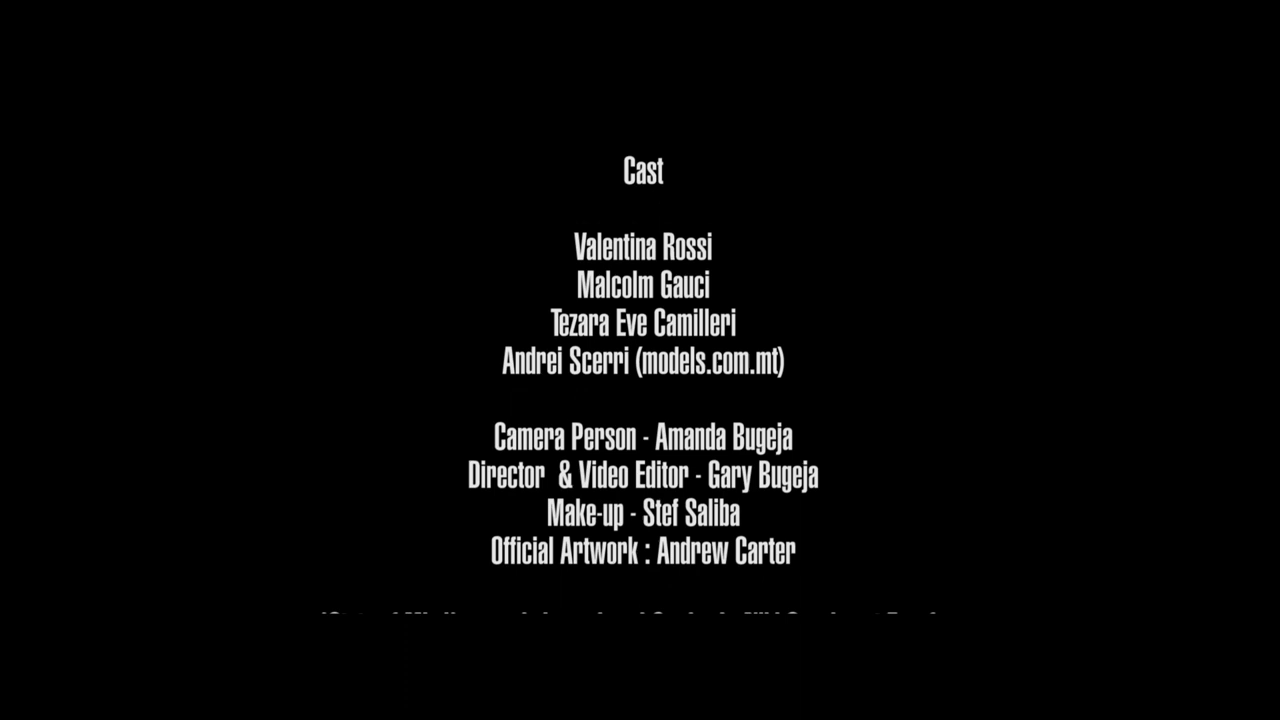 Cast
Valentina Rossi
Malcolm Gauci
Tezara Eve Camilleri
Andrei Scerri (models.com.mt)
Camera Person - Amanda Bugeja
Director & Video Editor - Gary Bugeja
Make-up - Stef Saliba
Official Artwork : Andrew Carter